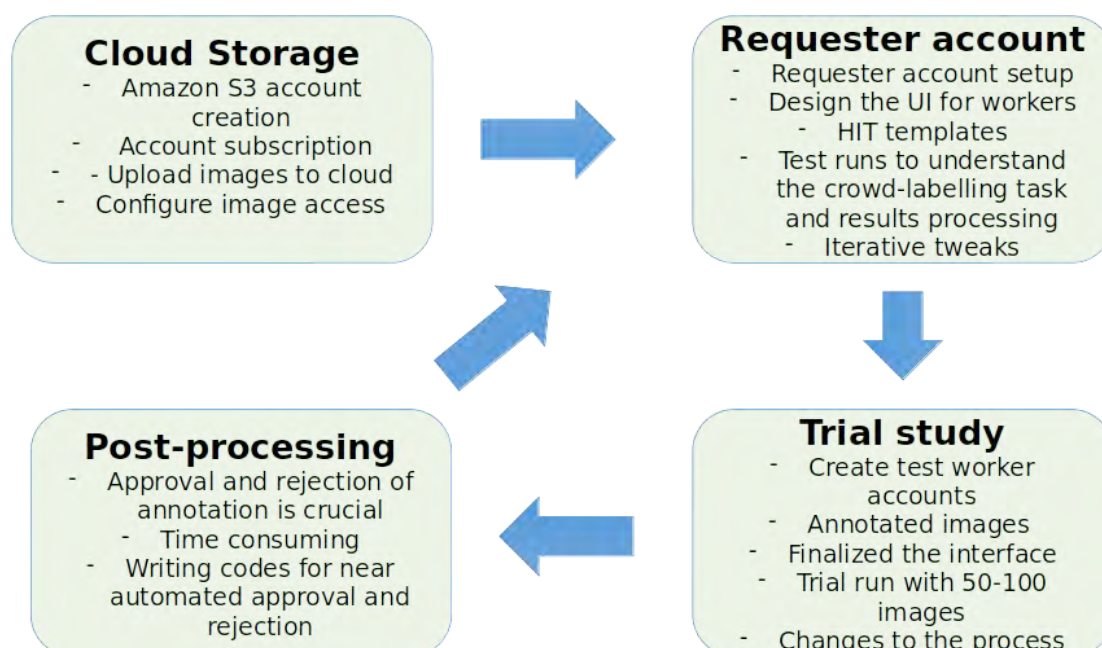 Cloud Storage
- Amazon S3 account
creation
- Account subscription
- - Upload images to cloud
- Configure image access
Requester account
- Requester account setup
- Design the UI for workers
- HIT templates
- Test runs to understand
the crowd-labelling task
and results processing
- Iterative tweaks
Post-processing
- Approval and rejection of
annotation is crucial
- Time consuming
- Writing codes for near
automated approval and
rejection
Trial study
- Create test worker
accounts
- Annotated images
- Finalized the interface
- Trial run with 50-100
images
- Changes to the process